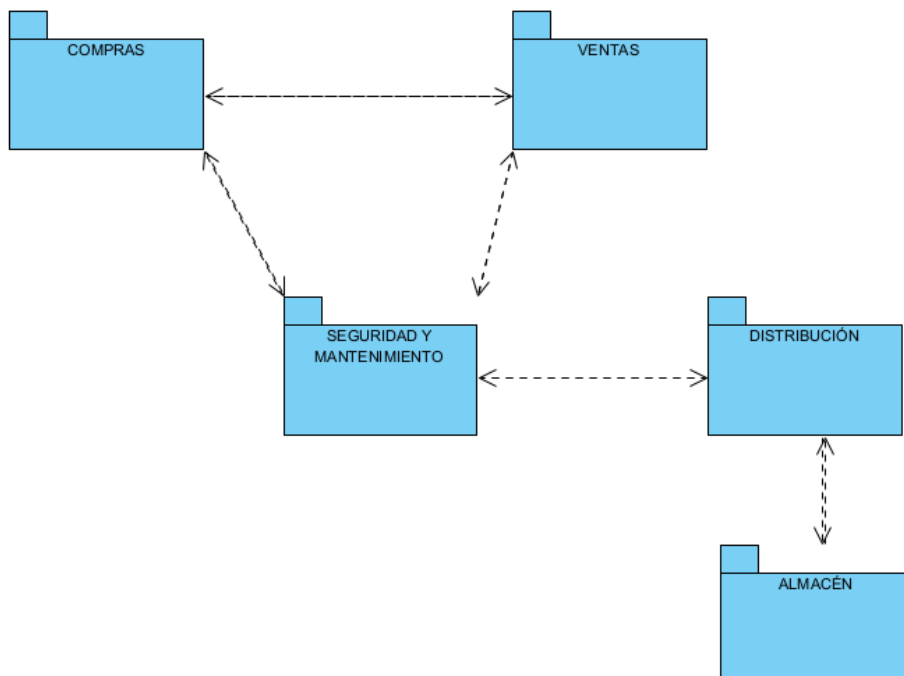 COMPRAS
VENTAS
SEGURIDAD Y
MANTENIMIENTO
DISTRIBUCIÓN
ALMACÉN